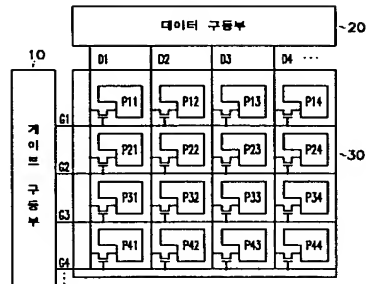 데이터 구동부
20
10
D1 D2 D3 D4 ...
게이트 구동부
G1
P11 P12 P13 P14
G2
P21 P22 P23 P24
30
G3
P31 P32 P33 P34
G4
P41 P42 P43 P44